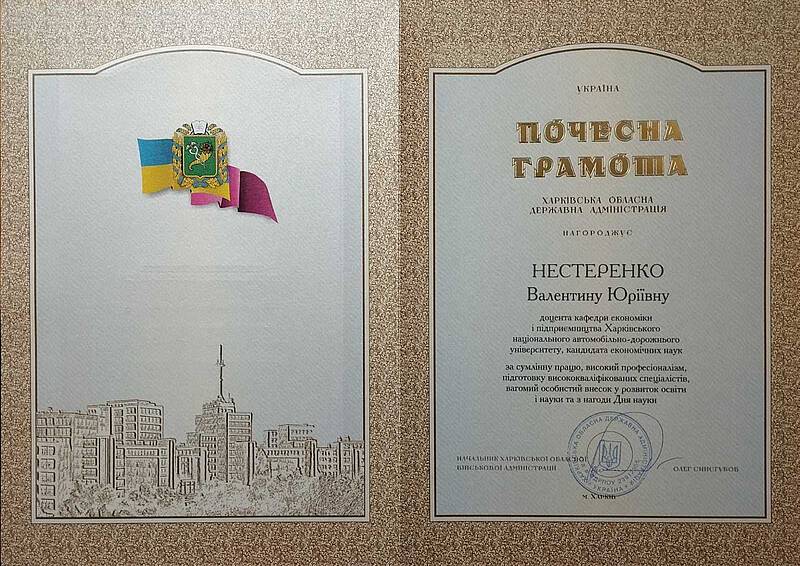 УКРАЇНА
ПОЧЕСНА
ГРАМОТА
ХАРКІВСЬКА ОБЛАСНА
ДЕРЖАВНА АДМІНІСТРАЦІЯ
НАГОРОДЖУЄ
НЕСТЕРЕНКО
Валентину Юріївну
доцента кафедри економіки
і підприємництва Харківського
національного автомобільно-дорожнього
університету, кандидата економічних наук
за сумлінну працю, високий професіоналізм,
підготовку висококваліфікованих спеціалістів,
вагомий особистий внесок у розвиток освіти
і науки та з нагоди Дня науки
НАЧАЛЬНИК ХАРКІВСЬКОЇ ОБЛАСНОЇ
ВІЙСЬКОВОЇ АДМІНІСТРАЦІЇ
ОЛЕГ СИНЄГУБОВ
М. ХАРКІВ